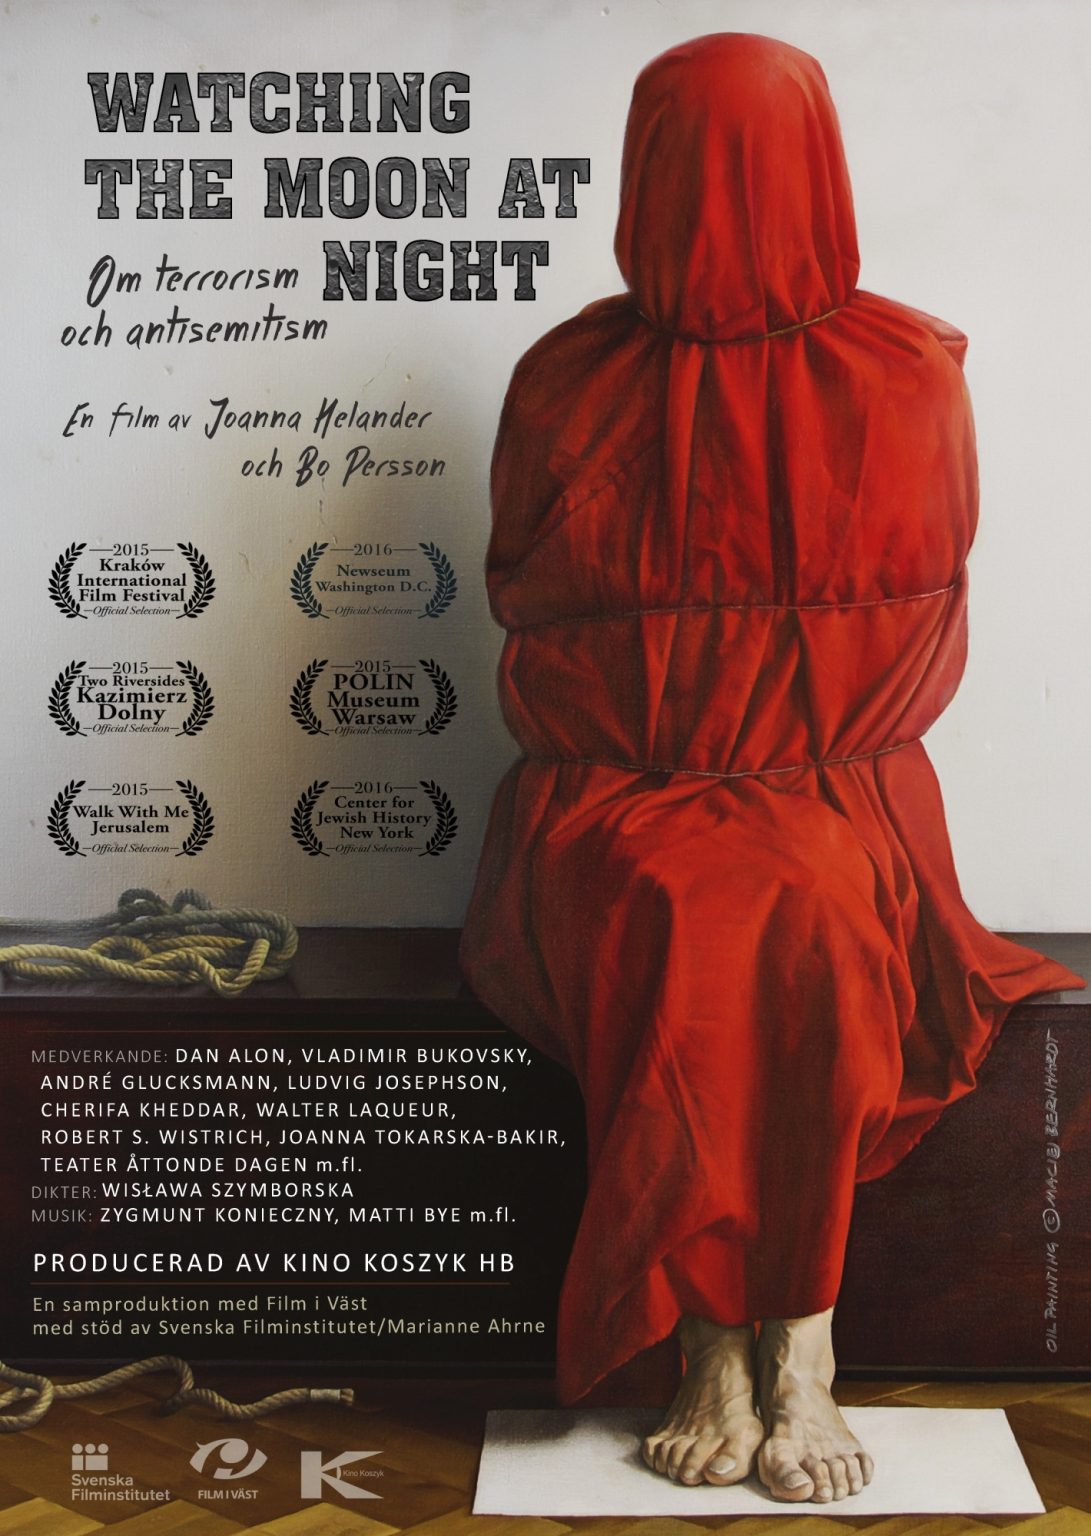 WATCHING
THE MOON AT
NIGHT
Om terrorism
och antisemitism
En film av Joanna Helander
och Bo Persson
2015
Kraków
International
Film Festival
Official Selection
2016
Newseum
Washington D.C.
Official Selection
2015
Two Riversides
Kazimierz
Dolny
Official Selection
2015
POLIN
Museum
Warsaw
Official Selection
2015
Walk With Me
Jerusalem
Official Selection
2016
Center for
Jewish History
New York
Official Selection
MEDVERKANDE: DAN ALON, VLADIMIR BUKOVSKY,
ANDRÉ GLUCKSMANN, LUDVIG JOSEPHSON,
CHERIFA KHEDDAR, WALTER LAQUEUR,
ROBERT S. WISTRICH, JOANNA TOKARSKA-BAKIR,
TEATER ÅTTONDE DAGEN m.fl.
DIKTER: WISŁAWA SZYMBORSKA
MUSIK: ZYGMUNT KONIECZNY, MATTI BYE m.fl.
PRODUCERAD AV KINO KOSZYK HB
En samproduktion med Film i Väst
med stöd av Svenska Filminstitutet/Marianne Ahrne
OIL PAINTING © MACIEJ BERNHARDT
Svenska
Filminstitutet
FILM I VÄST
K
Kino Koszyk